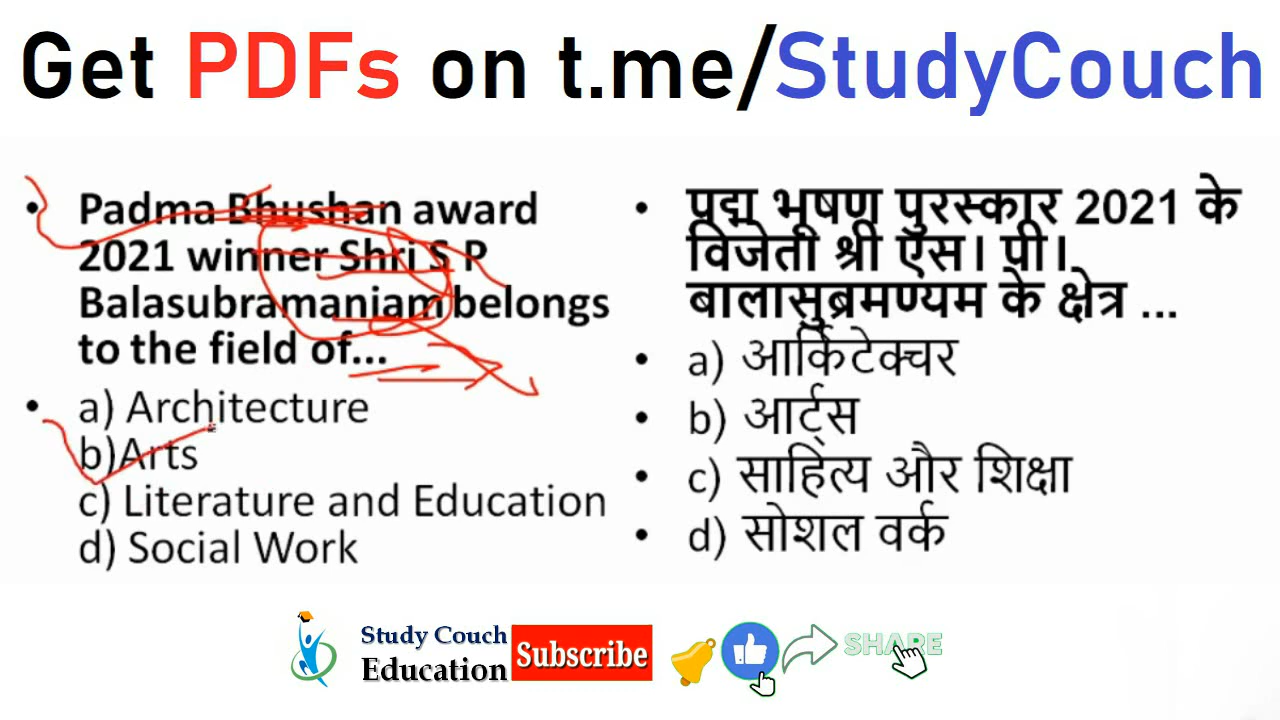 Get PDFs on t.me/StudyCouch
• Padma Bhushan award
2021 winner Shri S P
Balasubramaniam belongs
to the field of...
• a) Architecture
b)Arts
c) Literature and Education
d) Social Work
• पद्म भूषण पुरस्कार 2021 के
विजेता श्री एस। पी।
बालासुब्रमण्यम के क्षेत्र ...
• a) आर्किटेक्चर
• b) आर्ट्स
• c) साहित्य और शिक्षा
• d) सोशल वर्क
Study Couch
Education
Subscribe
SHARE